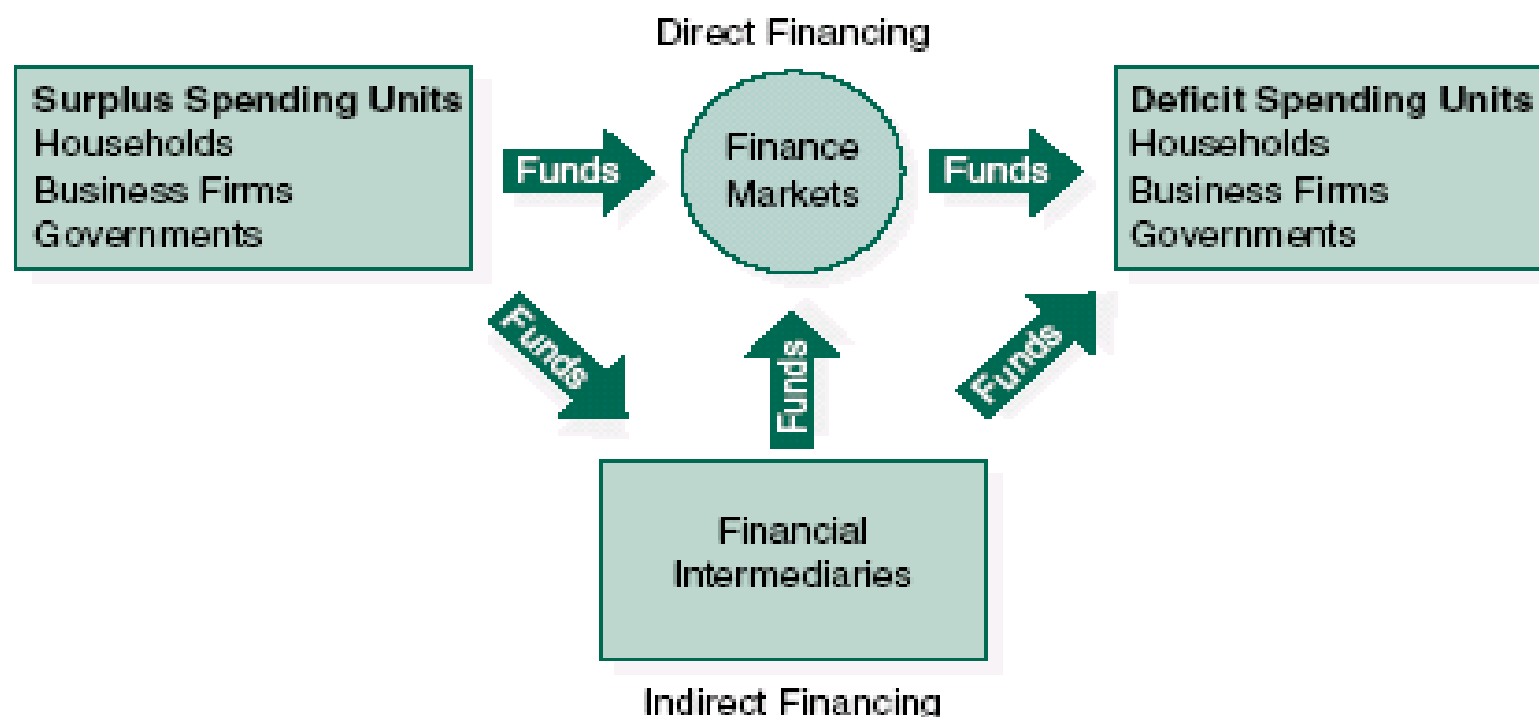 Direct Financing
Surplus Spending Units
Households
Business Firms
Governments
Funds
Finance
Markets
Funds
Deficit Spending Units
Households
Business Firms
Governments
Funds
Funds
Funds
Financial
Intermediaries
Indirect Financing